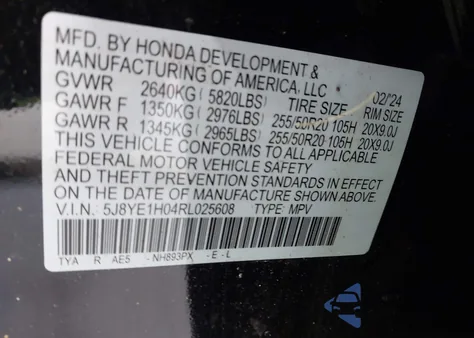 MFD. BY HONDA DEVELOPMENT &
MANUFACTURING OF AMERICA, LLC 02/'24
GVWR 2640KG ( 5820LBS) TIRE SIZE RIM SIZE
GAWR F 1350KG ( 2976LBS) 255/50R20 105H 20X9.0J
GAWR R 1345KG ( 2965LBS) 255/50R20 105H 20X9.0J
THIS VEHICLE CONFORMS TO ALL APPLICABLE
FEDERAL MOTOR VEHICLE SAFETY
AND THEFT PREVENTION STANDARDS IN EFFECT
ON THE DATE OF MANUFACTURE SHOWN ABOVE.
V.I.N. 5J8YE1H04RL025608 TYPE: MPV
TYA R AE5 - NH893PX - E - L